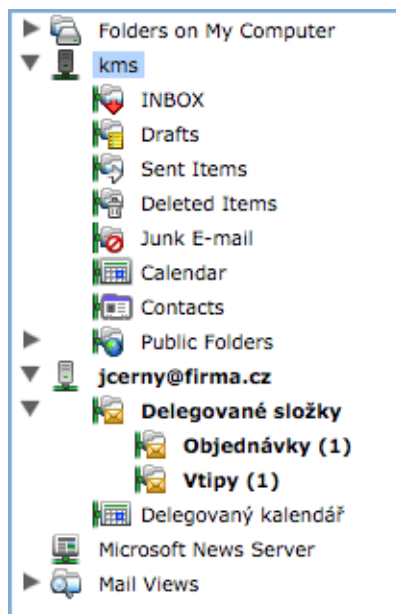 Folders on My Computer
kms
INBOX
Drafts
Sent Items
Deleted Items
Junk E-mail
Calendar
Contacts
Public Folders
jcerny@firma.cz
Delegované složky
Objednávky (1)
Vtipy (1)
Delegovaný kalendář
Microsoft News Server
Mail Views